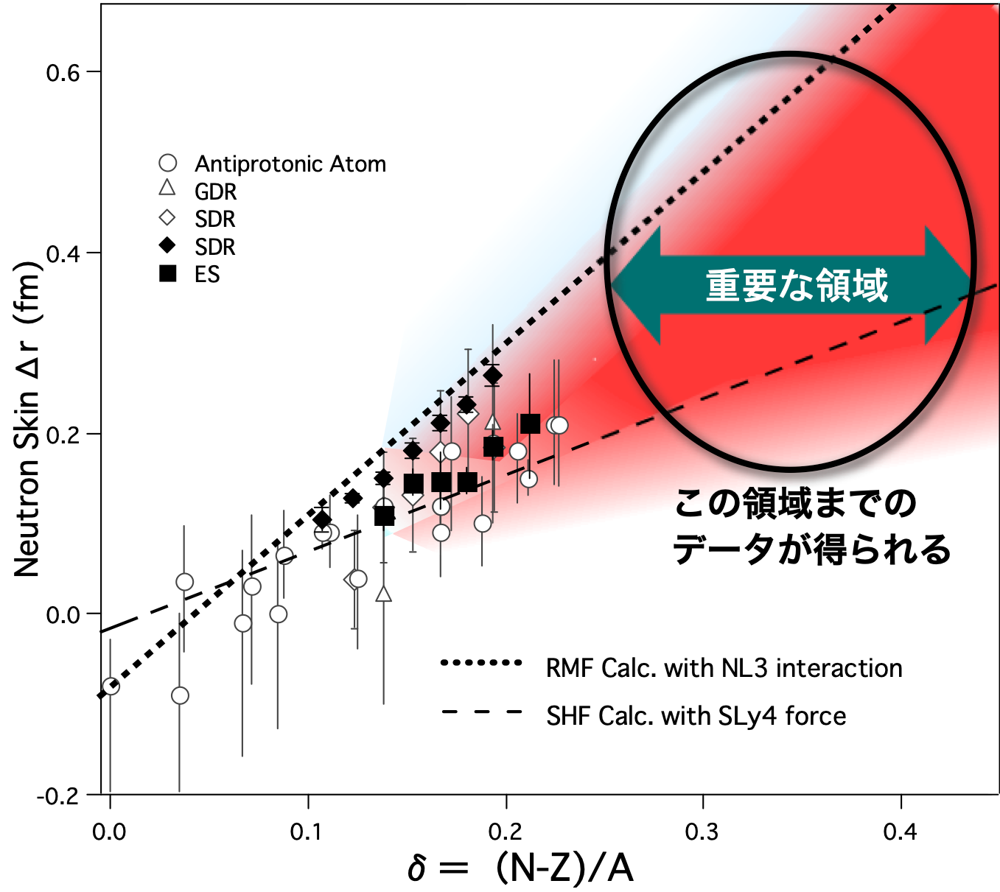 0.6
0.4
0.2
0.0
-0.2
Neutron Skin Δr (fm)
Antiprotonic Atom
GDR
SDR
SDR
ES
重要な領域
この領域までの
データが得られる
RMF Calc. with NL3 interaction
SHF Calc. with SLy4 force
0.0 0.1 0.2 0.3 0.4
δ＝ (N-Z)/A